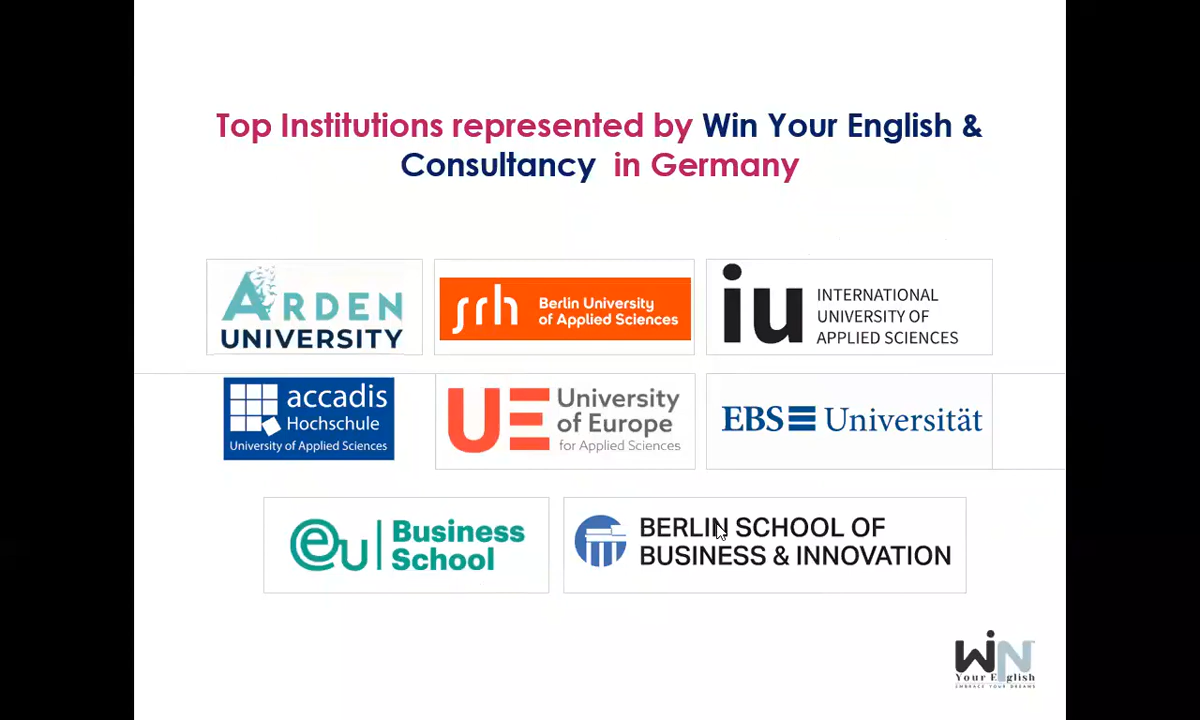 Top Institutions represented by Win Your English &
Consultancy in Germany
ARDEN
UNIVERSITY
srh
Berlin University
of Applied Sciences
iu
INTERNATIONAL
UNIVERSITY OF
APPLIED SCIENCES
accadis
Hochschule
University of Applied Sciences
UE
University
of Europe
for Applied Sciences
EBS Universität
eu
Business
School
BERLIN SCHOOL OF
BUSINESS & INNOVATION
WiN
Your English
EMBRACE YOUR DREAMS